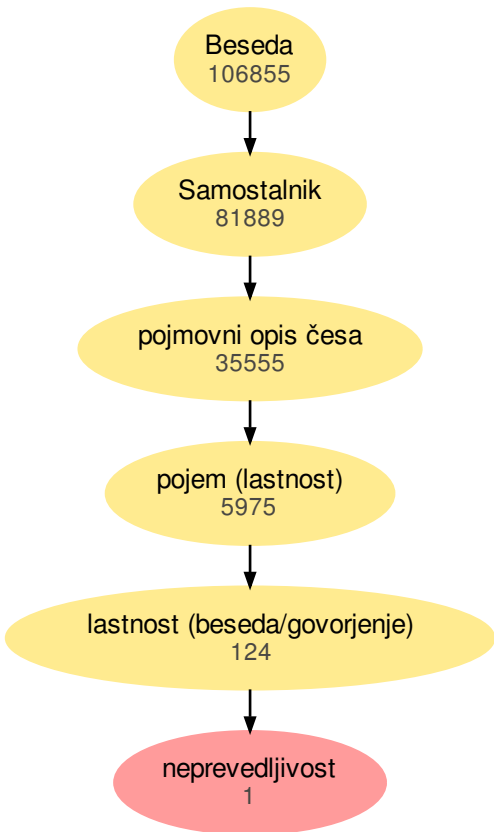 Beseda
106855
Samostalnik
81889
pojmovni opis česa
35555
pojem (lastnost)
5975
lastnost (beseda/govorjenje)
124
neprevedljivost
1